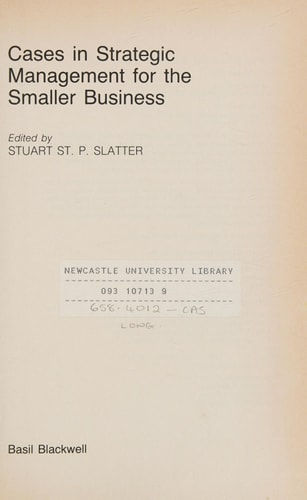 Cases in Strategic
Management for the
Smaller Business
Edited by
STUART ST. P. SLATTER
NEWCASTLE UNIVERSITY LIBRARY
093 10713 9
658.4012 - CAS
LONG.
Basil Blackwell